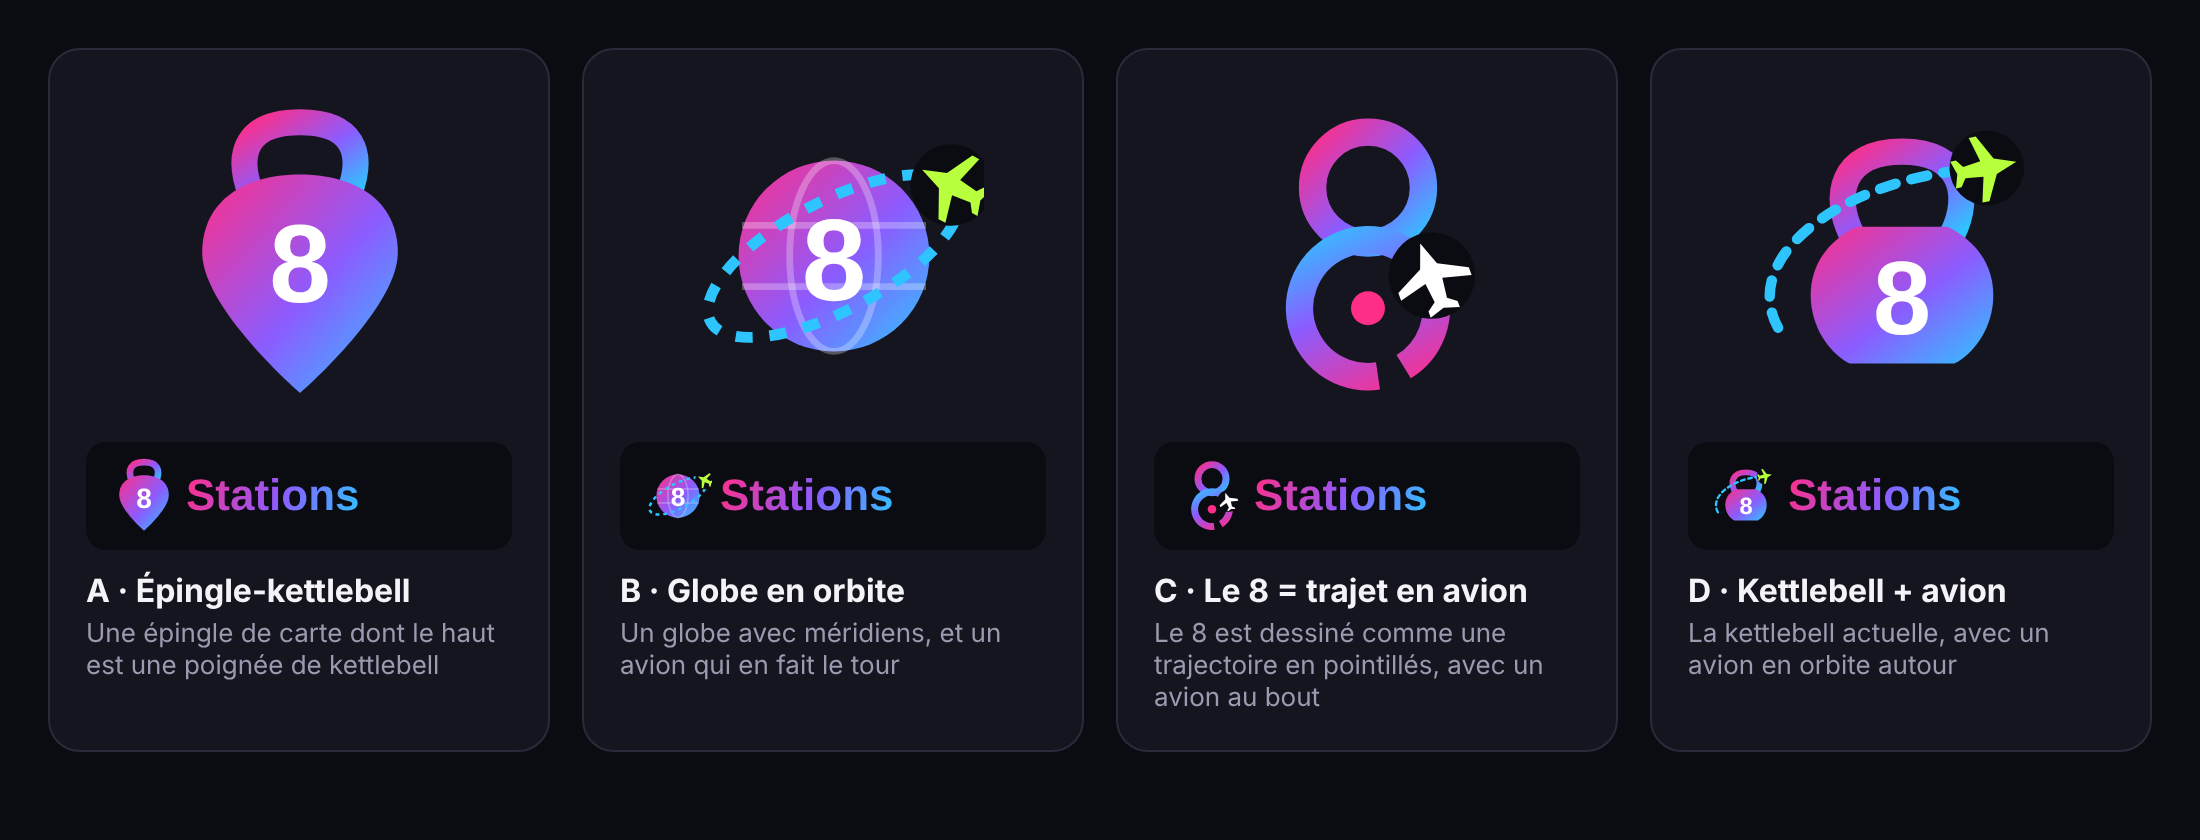 8
8 Stations
A · Épingle-kettlebell
Une épingle de carte dont le haut
est une poignée de kettlebell
8
8 Stations
B · Globe en orbite
Un globe avec méridiens, et un
avion qui en fait le tour
8
8 Stations
C · Le 8 = trajet en avion
Le 8 est dessiné comme une
trajectoire en pointillés, avec un
avion au bout
8
8 Stations
D · Kettlebell + avion
La kettlebell actuelle, avec un
avion en orbite autour